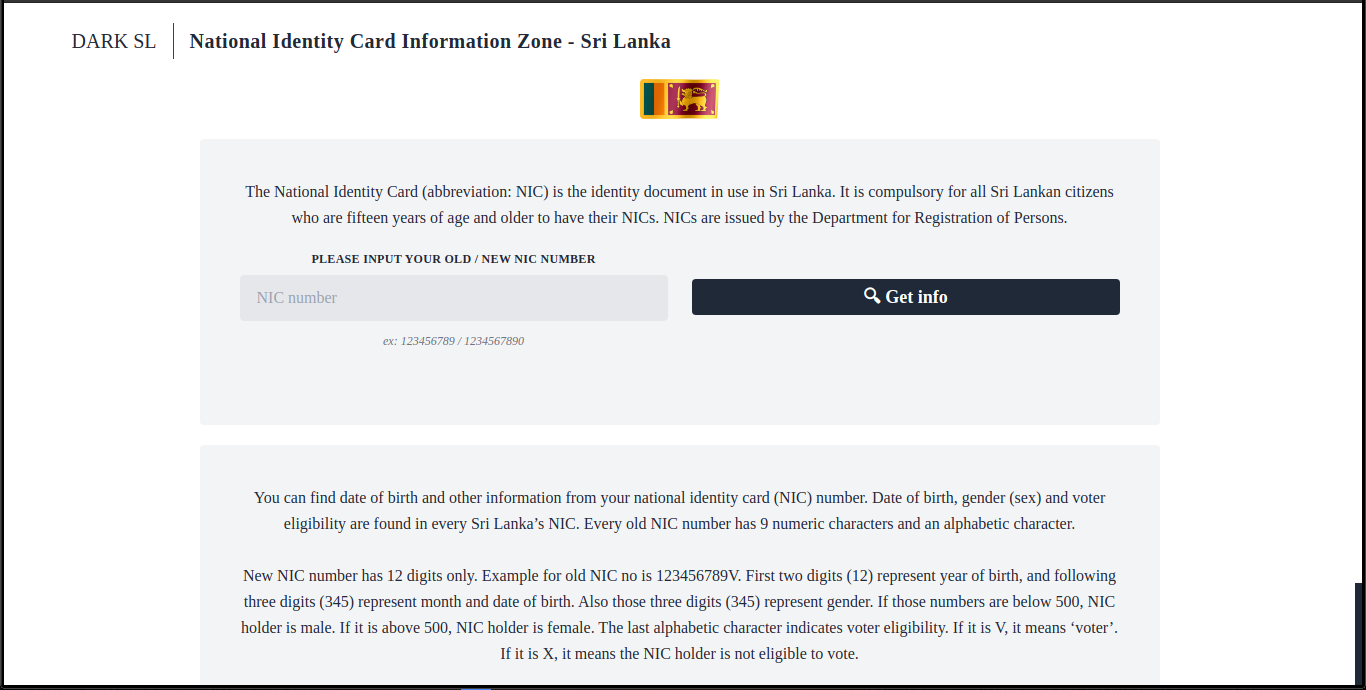 DARK SL
National Identity Card Information Zone - Sri Lanka
The National Identity Card (abbreviation: NIC) is the identity document in use in Sri Lanka. It is compulsory for all Sri Lankan citizens
who are fifteen years of age and older to have their NICs. NICs are issued by the Department for Registration of Persons.
PLEASE INPUT YOUR OLD / NEW NIC NUMBER
NIC number
Get info
ex: 123456789 / 1234567890
You can find date of birth and other information from your national identity card (NIC) number. Date of birth, gender (sex) and voter
eligibility are found in every Sri Lanka’s NIC. Every old NIC number has 9 numeric characters and an alphabetic character.
New NIC number has 12 digits only. Example for old NIC no is 123456789V. First two digits (12) represent year of birth, and following
three digits (345) represent month and date of birth. Also those three digits (345) represent gender. If those numbers are below 500, NIC
holder is male. If it is above 500, NIC holder is female. The last alphabetic character indicates voter eligibility. If it is V, it means ‘voter’.
If it is X, it means the NIC holder is not eligible to vote.